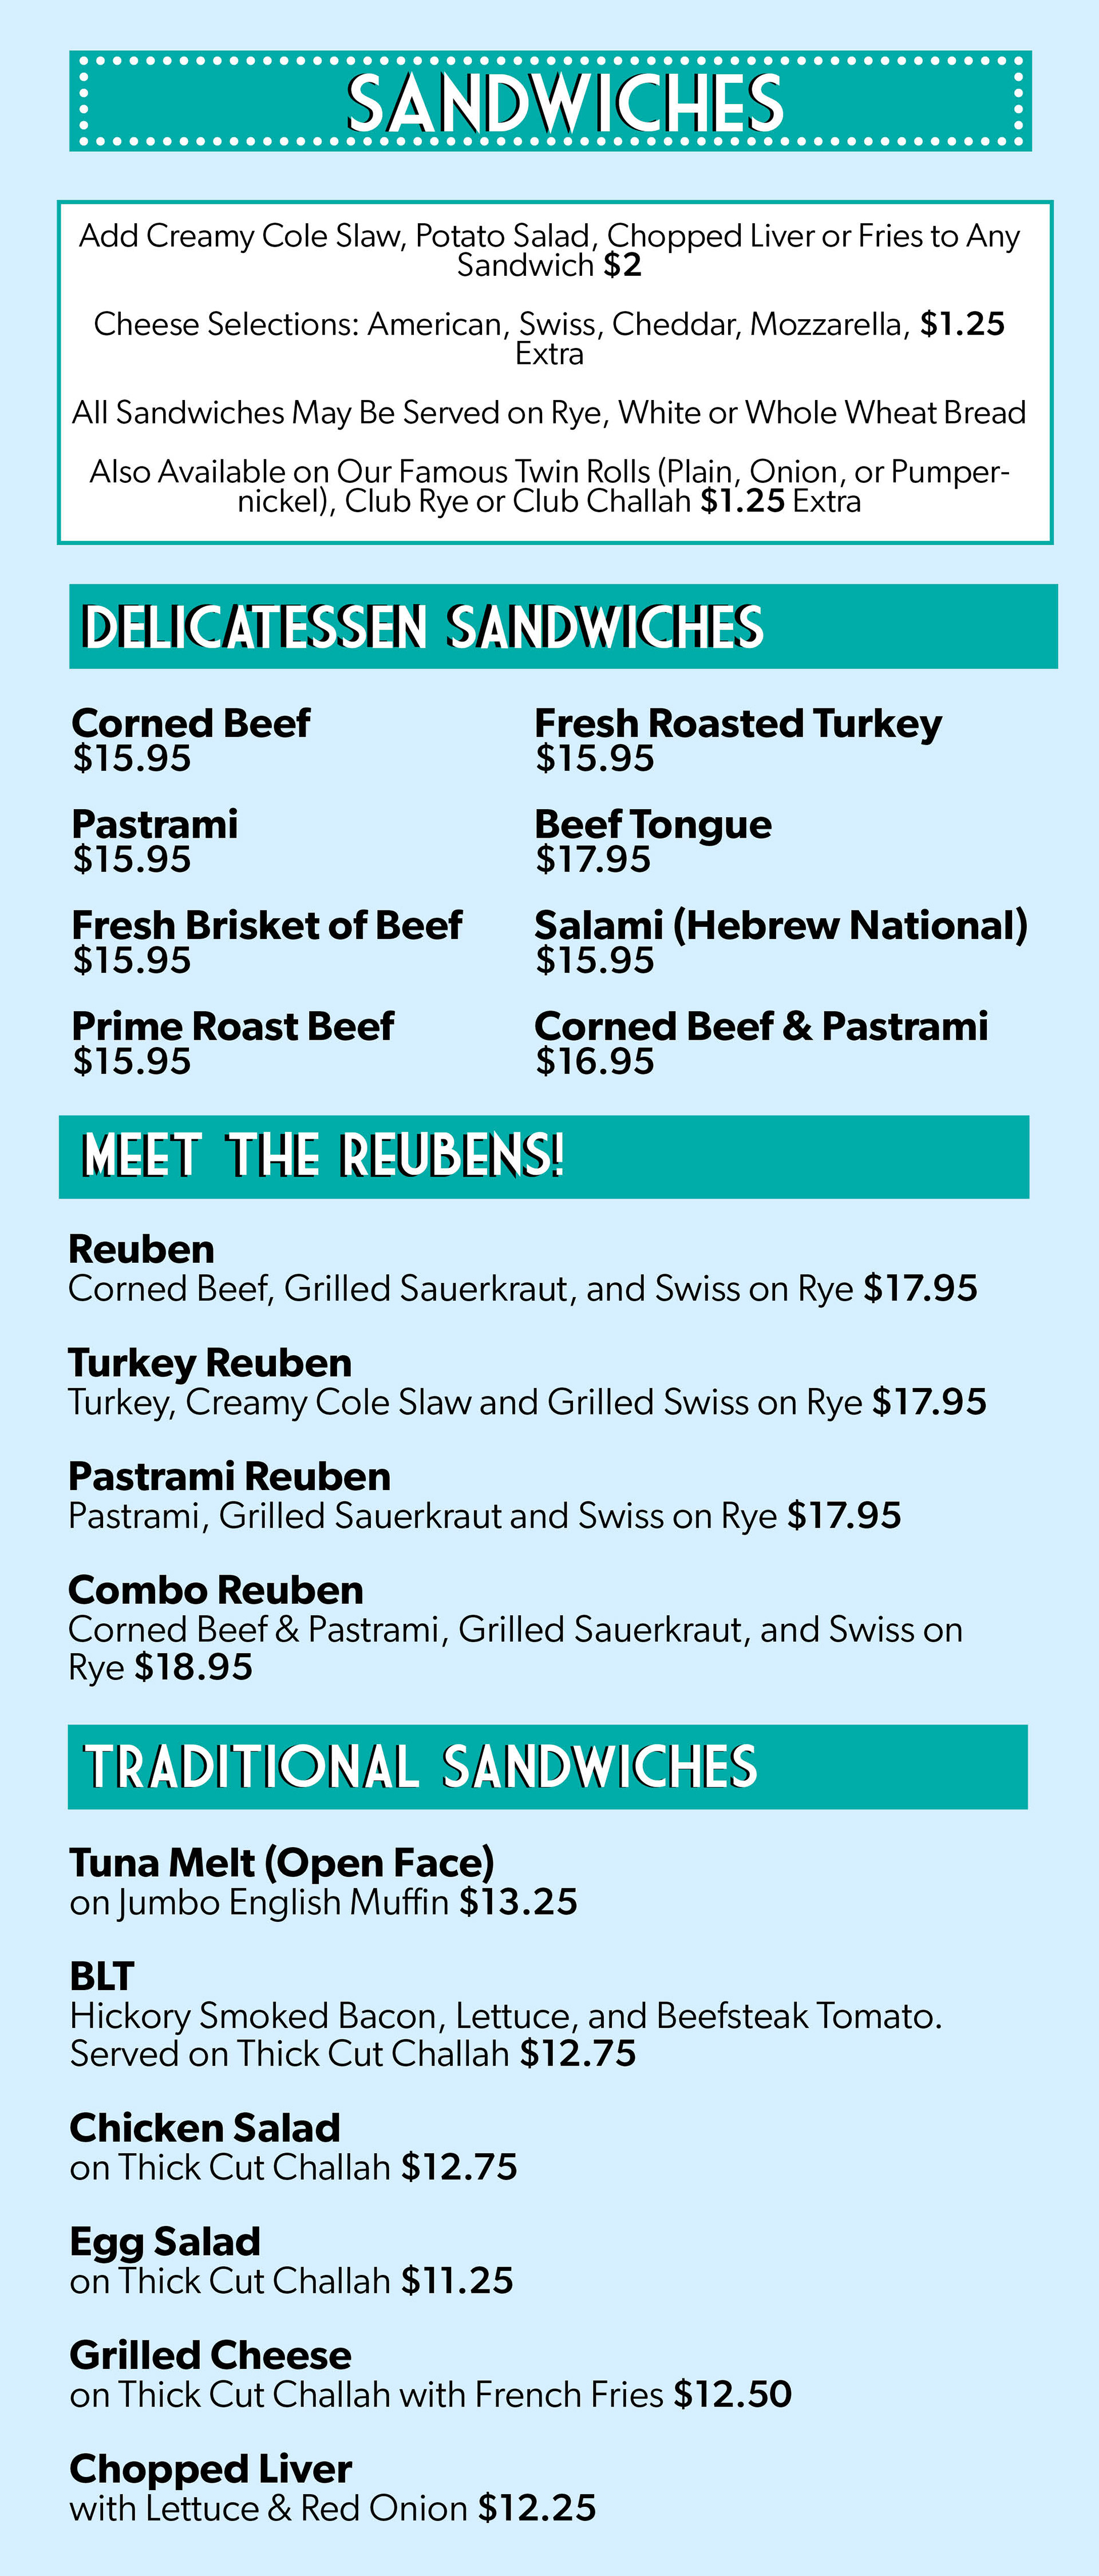 SANDWICHES
Add Creamy Cole Slaw, Potato Salad, Chopped Liver or Fries to Any
Sandwich $2
Cheese Selections: American, Swiss, Cheddar, Mozzarella, $1.25
Extra
All Sandwiches May Be Served on Rye, White or Whole Wheat Bread
Also Available on Our Famous Twin Rolls (Plain, Onion, or Pumper-
nickel), Club Rye or Club Challah $1.25 Extra
DELICATESSEN SANDWICHES
Corned Beef
$15.95
Pastrami
$15.95
Fresh Brisket of Beef
$15.95
Prime Roast Beef
$15.95
Fresh Roasted Turkey
$15.95
Beef Tongue
$17.95
Salami (Hebrew National)
$15.95
Corned Beef & Pastrami
$16.95
MEET THE REUBENS!
Reuben
Corned Beef, Grilled Sauerkraut, and Swiss on Rye $17.95
Turkey Reuben
Turkey, Creamy Cole Slaw and Grilled Swiss on Rye $17.95
Pastrami Reuben
Pastrami, Grilled Sauerkraut and Swiss on Rye $17.95
Combo Reuben
Corned Beef & Pastrami, Grilled Sauerkraut, and Swiss on
Rye $18.95
TRADITIONAL SANDWICHES
Tuna Melt (Open Face)
on Jumbo English Muffin $13.25
BLT
Hickory Smoked Bacon, Lettuce, and Beefsteak Tomato.
Served on Thick Cut Challah $12.75
Chicken Salad
on Thick Cut Challah $12.75
Egg Salad
on Thick Cut Challah $11.25
Grilled Cheese
on Thick Cut Challah with French Fries $12.50
Chopped Liver
with Lettuce & Red Onion $12.25